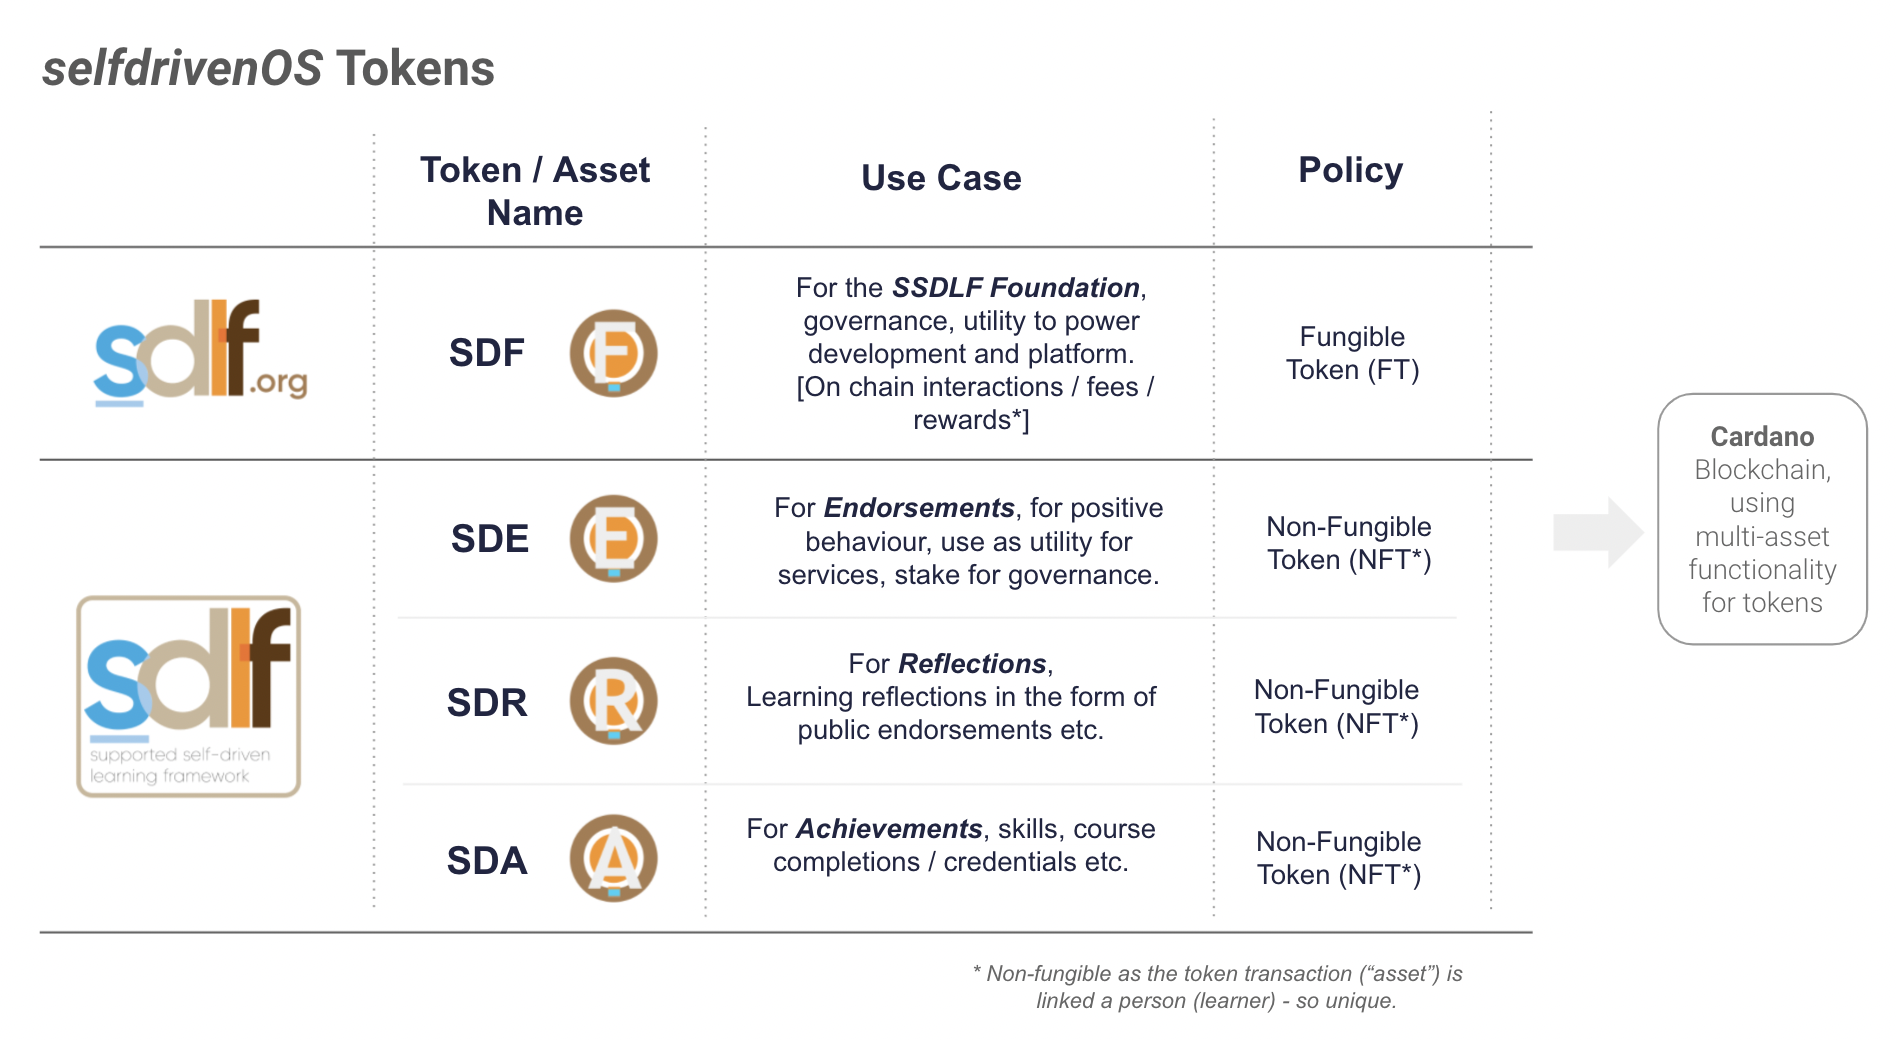 selfdrivenOS Tokens
Token / Asset
Name
Use Case
Policy
sdlf.org
SDF
F
For the SSDLF Foundation,
governance, utility to power
development and platform.
[On chain interactions / fees /
rewards*]
Fungible
Token (FT)
sdlf
supported self-driven
learning framework
SDE
E
For Endorsements, for positive
behaviour, use as utility for
services, stake for governance.
Non-Fungible
Token (NFT*)
SDR
R
For Reflections,
Learning reflections in the form of
public endorsements etc.
Non-Fungible
Token (NFT*)
SDA
A
For Achievements, skills, course
completions / credentials etc.
Non-Fungible
Token (NFT*)
Cardano
Blockchain,
using
multi-asset
functionality
for tokens
* Non-fungible as the token transaction (“asset”) is
linked a person (learner) - so unique.